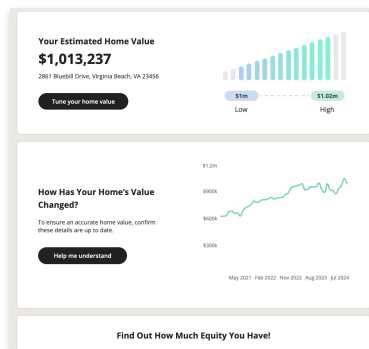 Your Estimated Home Value
$1,013,237
2861 Bluebill Drive, Virginia Beach, VA 23456
Tune your home value
$1m
$1.02m
Low
High
How Has Your Home's Value
Changed?
To ensure an accurate home value, confirm
these details are up to date.
Help me understand
$1.2m
$900k
$600k
$300k
May 2021 Feb 2022 Nov 2022 Aug 2023 Jul 2024
Find Out How Much Equity You Have!